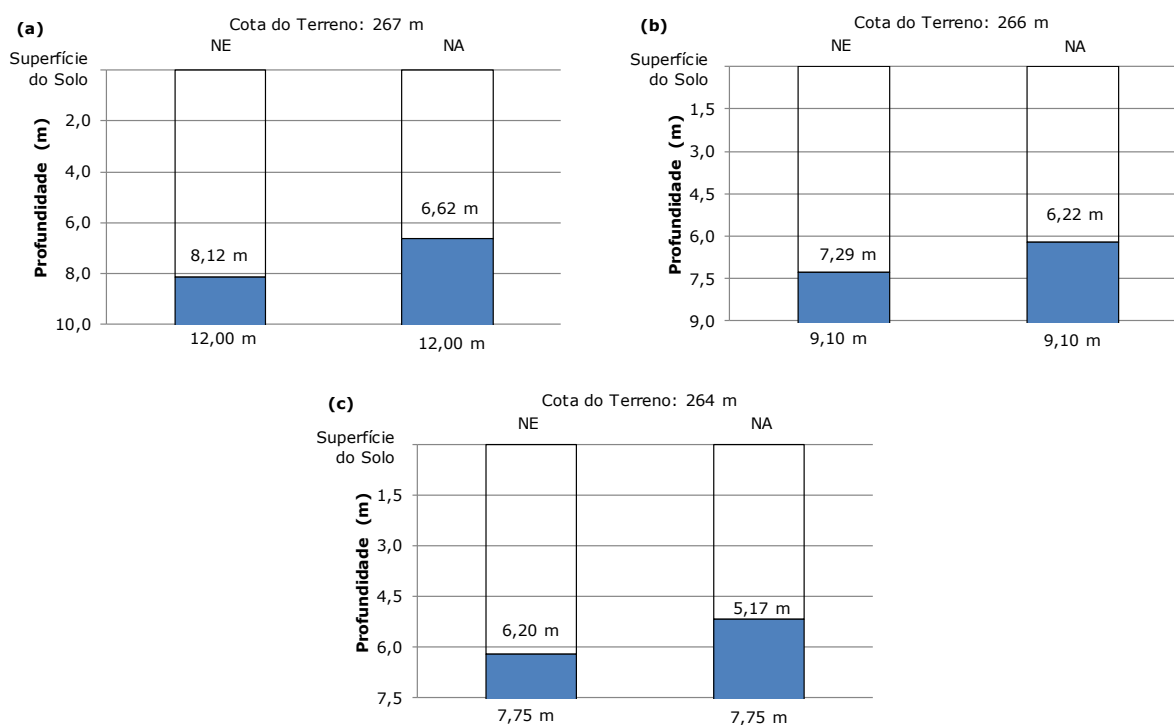 (a)
Cota do Terreno: 267 m
NE
NA
Superfície
do Solo
2,0
4,0
6,0
8,0
10,0
Profundidade (m)
8,12 m
6,62 m
12,00 m
12,00 m
(b)
Cota do Terreno: 266 m
NE
NA
Superfície
do Solo
1,5
3,0
4,5
6,0
7,5
9,0
Profundidade (m)
7,29 m
6,22 m
9,10 m
9,10 m
(c)
Cota do Terreno: 264 m
NE
NA
Superfície
do Solo
1,5
3,0
4,5
6,0
7,5
Profundidade (m)
6,20 m
5,17 m
7,75 m
7,75 m